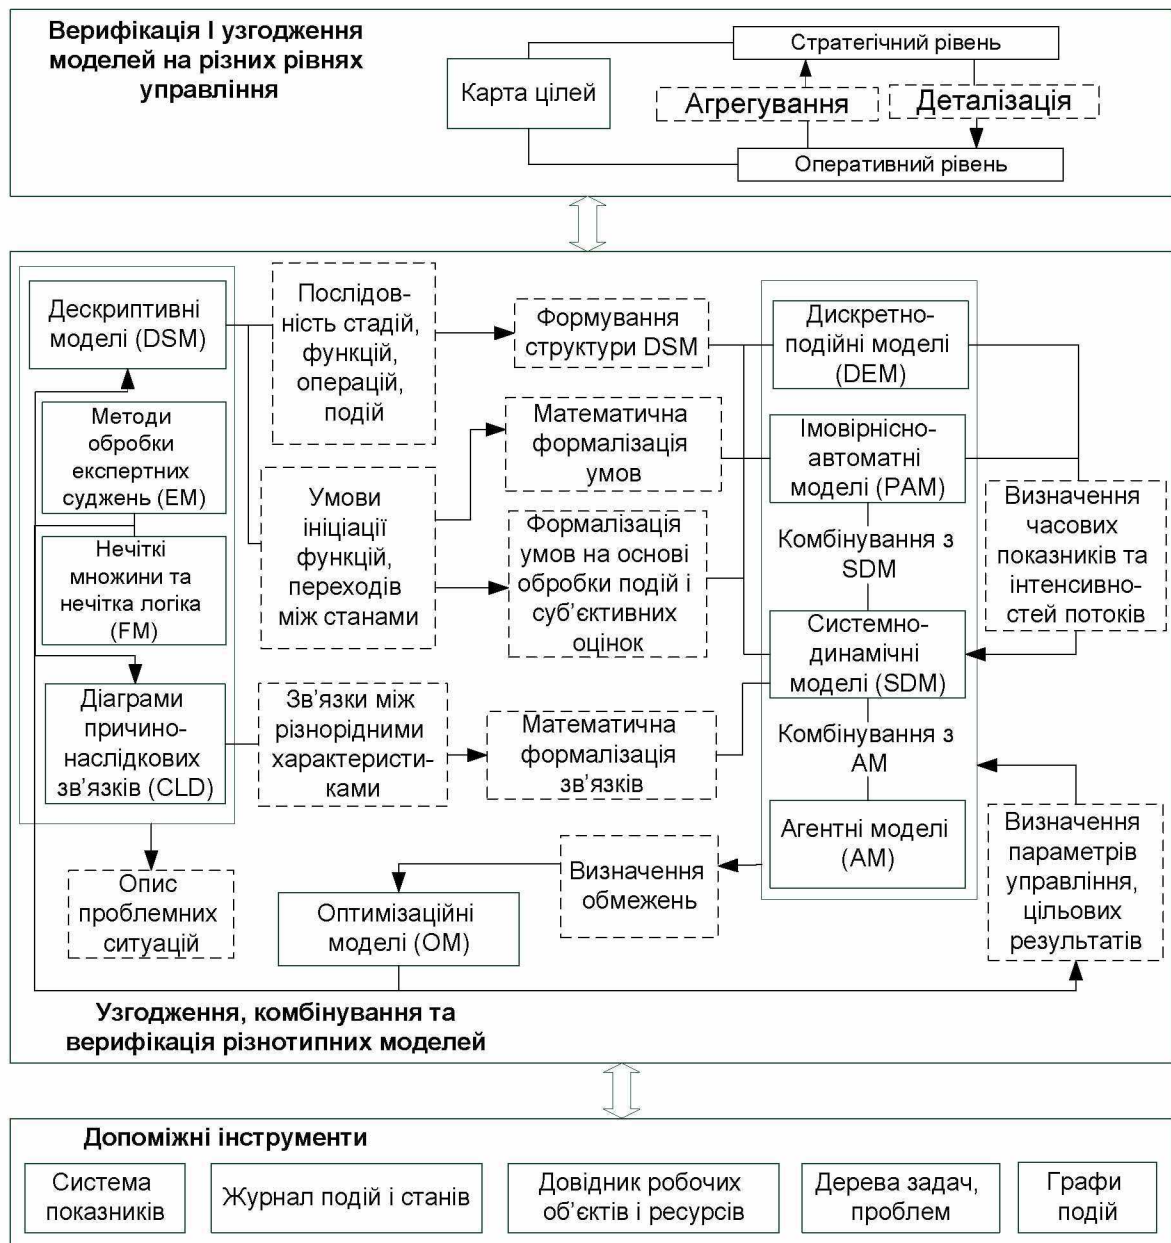 Верифікація І узгодження
моделей на різних рівнях
управління
Карта цілей
Стратегічний рівень
Агрегування
Деталізація
Оперативний рівень
Дескриптивні
моделі (DSM)
Методи
обробки
експертних
суджень (EM)
Нечіткі
множини та
нечітка логіка
(FM)
Діаграми
причино-
наслідкових
зв’язків (CLD)
Опис
проблемних
ситуацій
Послідов-
ність стадій,
функцій,
операцій,
подій
Умови
ініціації
функцій,
переходів
між станами
Зв’язки між
різнорідними
характеристи-
ками
Формування
структури DSM
Математична
формалізація
умов
Формалізація
умов на основі
обробки подій і
суб’єктивних
оцінок
Математична
формалізація
зв’язків
Визначення
обмежень
Оптимізаційні
моделі (ОМ)
Дискретно-
подійні моделі
(DEM)
Імовірнісно-
автоматні
моделі (PAM)
Комбінування з
SDM
Системно-
динамічні
моделі (SDM)
Комбінування з
АМ
Агентні моделі
(АМ)
Визначення
часових
показників та
інтенсивно-
стей потоків
Визначення
параметрів
управління,
цільових
результатів
Узгодження, комбінування та
верифікація різнотипних моделей
Допоміжні інструменти
Система
показників
Журнал подій і станів
Довідник робочих
об’єктів і ресурсів
Дерева задач,
проблем
Графи
подій